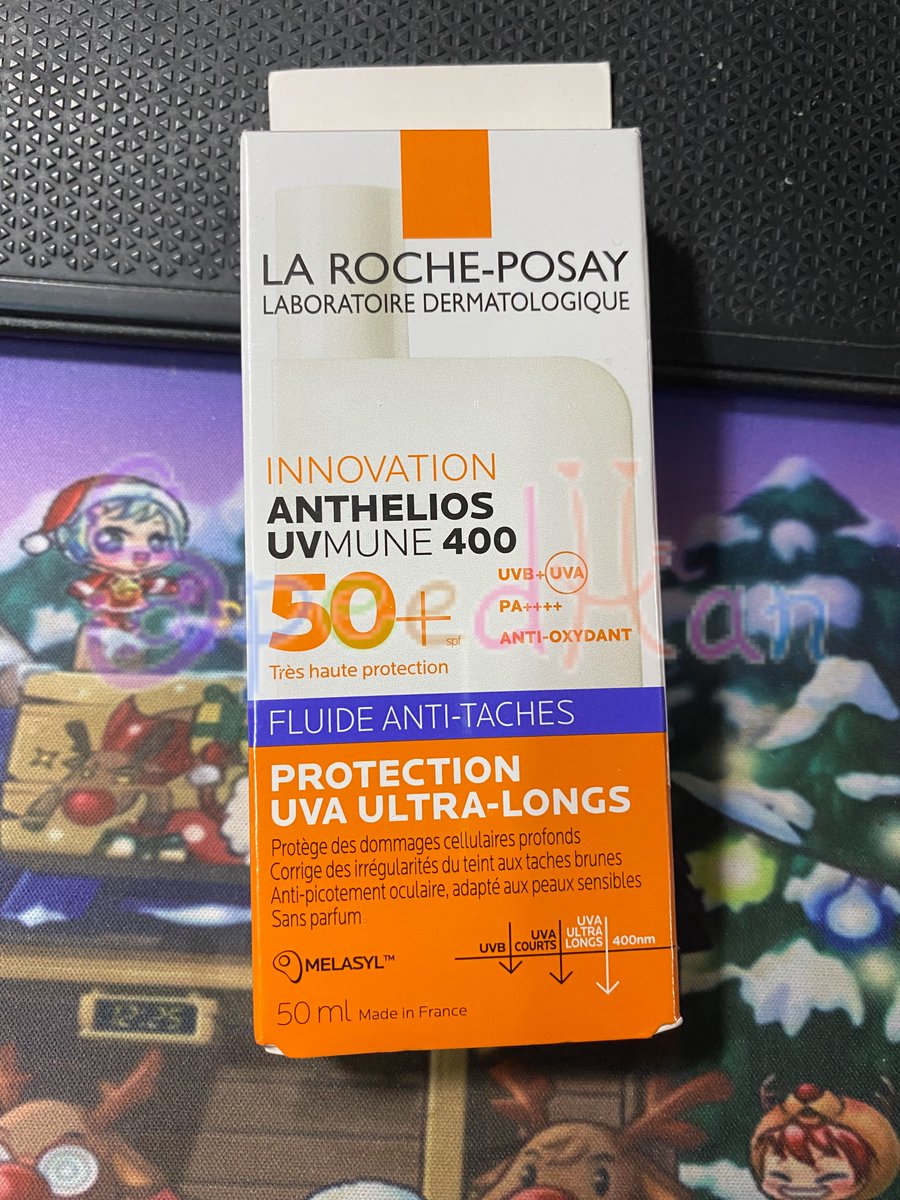 LA ROCHE-POSAY
LABORATOIRE DERMATOLOGIQUE
INNOVATION
ANTHELIOS
UVMUNE 400
50+ spf
UVB+UVA
PA++++
ANTI-OXYDANT
Très haute protection
SpeedHan
FLUIDE ANTI-TACHES
PROTECTION
UVA ULTRA-LONGS
Protège des dommages cellulaires profonds
Corrige des irrégularités du teint aux taches brunes
Anti-picotement oculaire, adapté aux peaux sensibles
Sans parfum
MELASYL™
UVB
UVA
COURTS
UVA
ULTRA
LONGS
400nm
50 ml Made in France
12:25